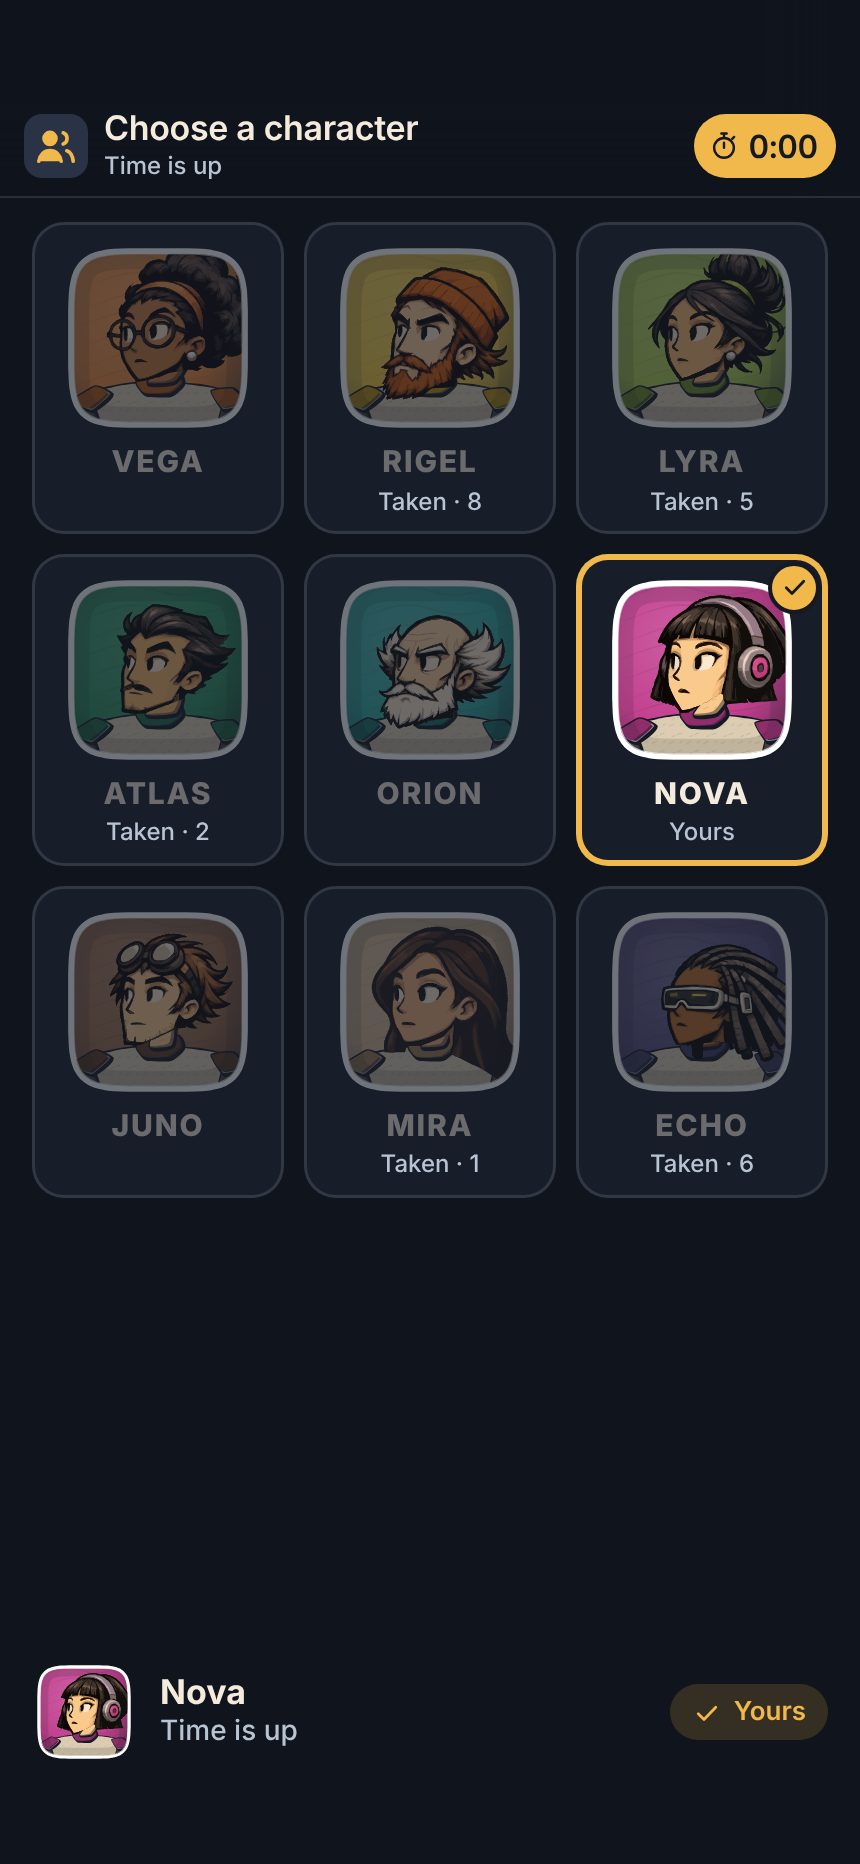 Choose a character
Time is up
0:00
VEGA
RIGEL
Taken · 8
LYRA
Taken · 5
ATLAS
Taken · 2
ORION
NOVA
Yours
JUNO
MIRA
Taken · 1
ECHO
Taken · 6
Nova
Time is up
Yours